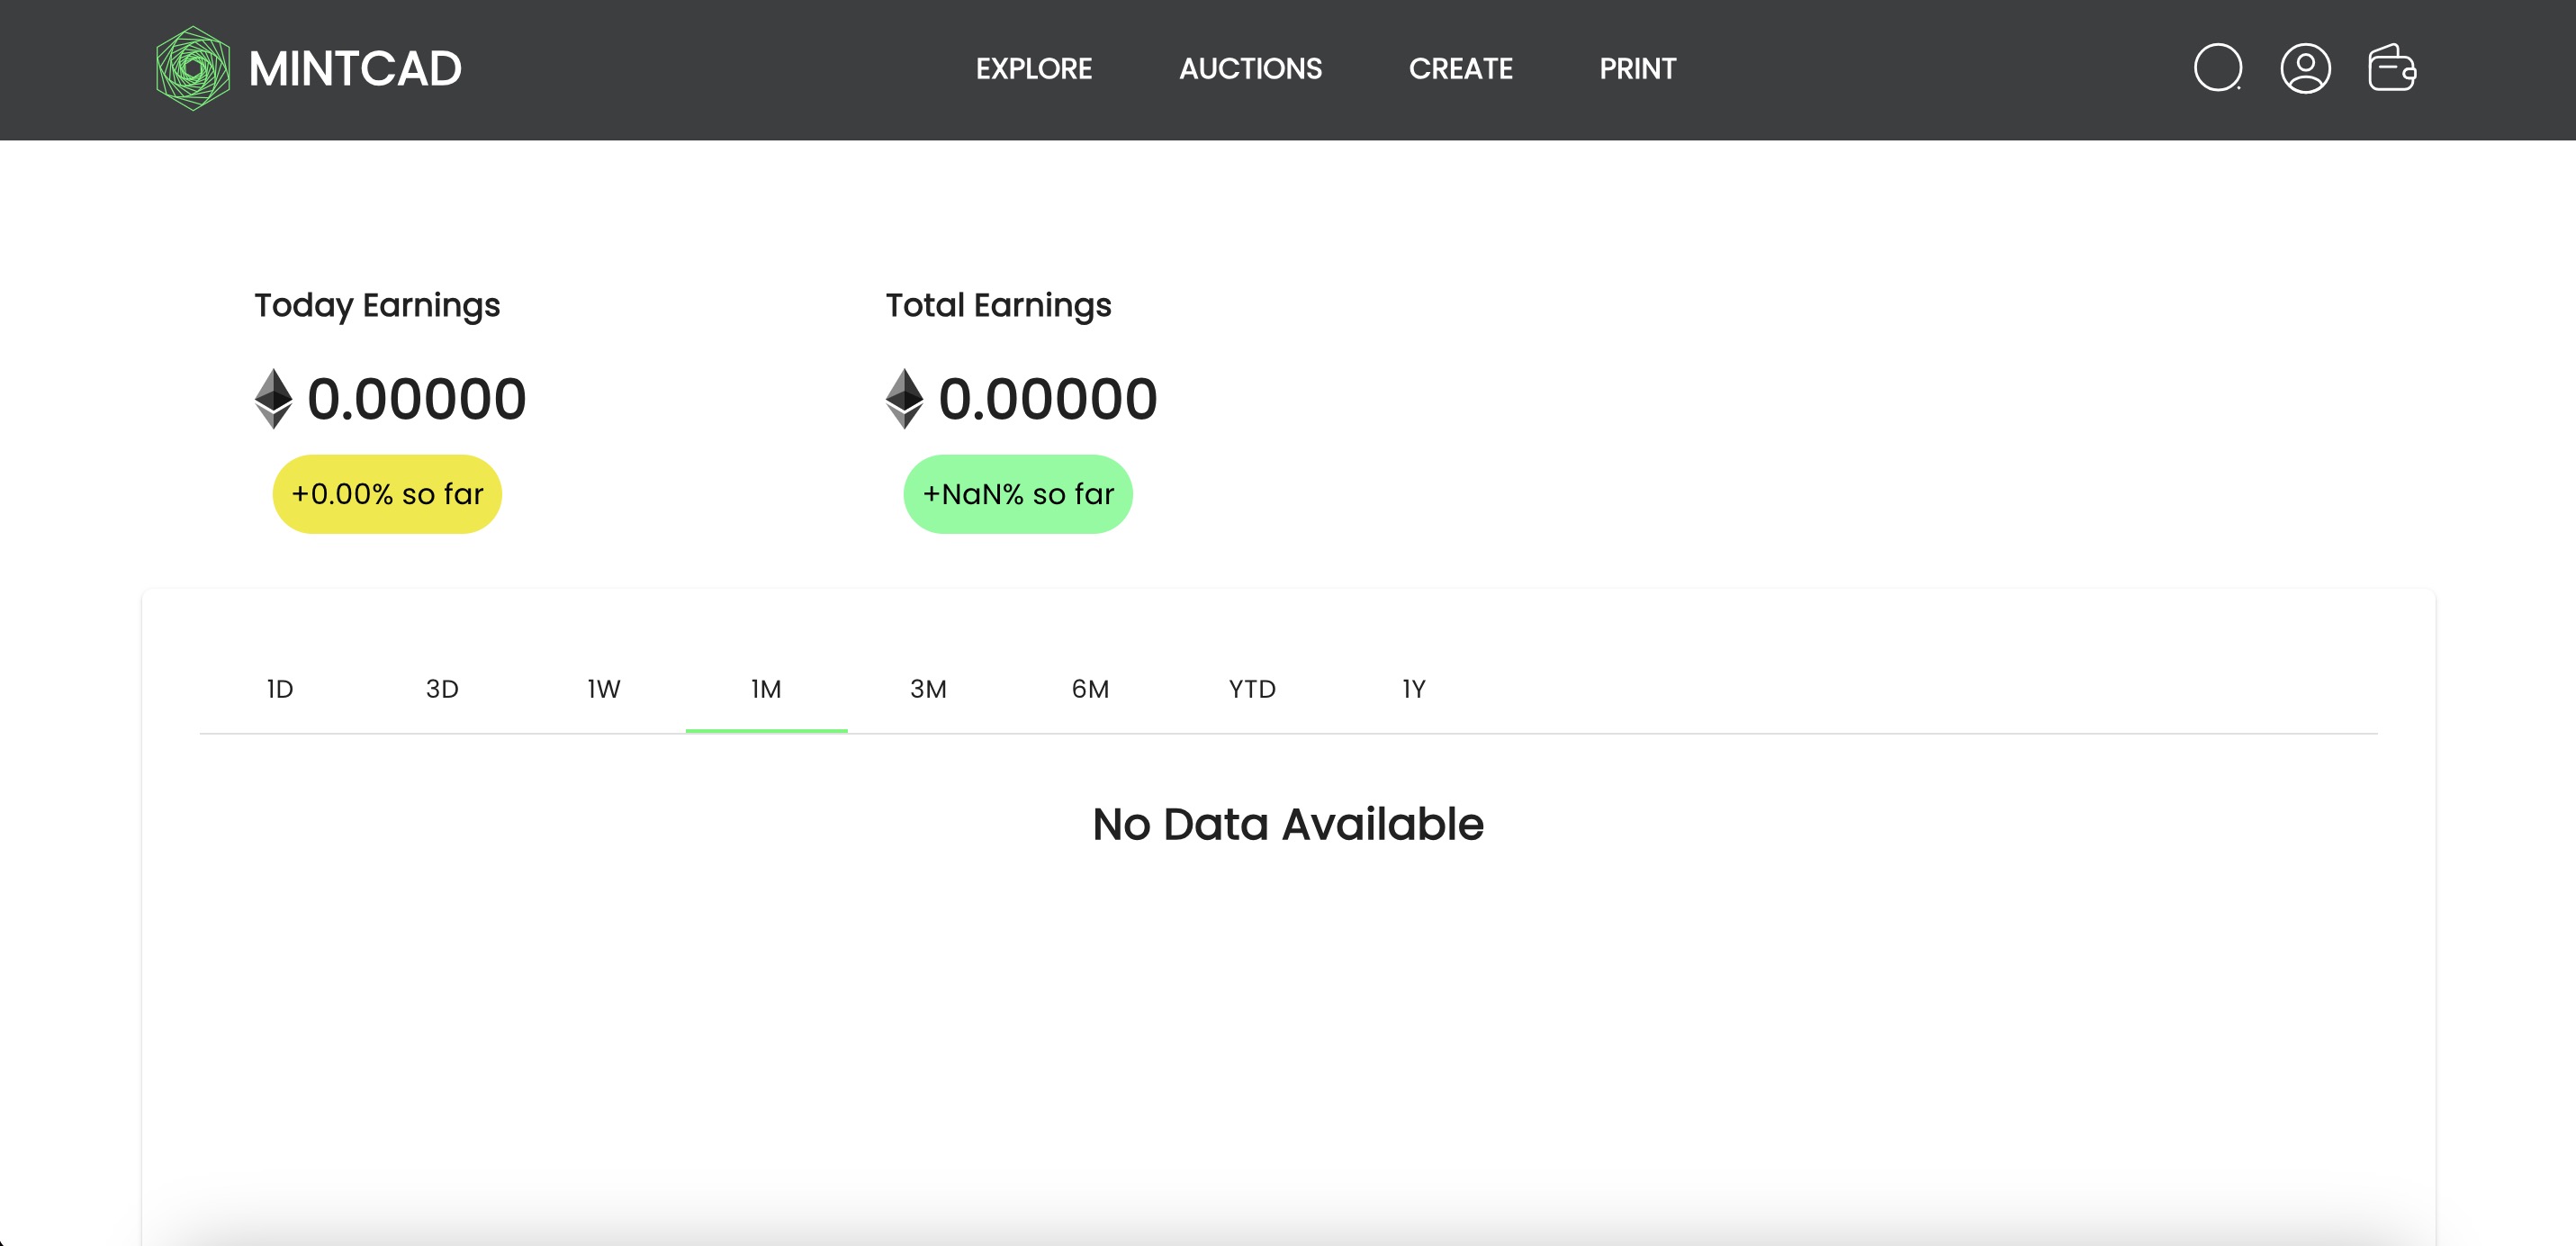 MINTCAD EXPLORE AUCTIONS CREATE PRINT
Today Earnings Total Earnings
0.00000 0.00000
+0.00% so far +NaN% so far
1D 3D 1W 1M 3M 6M YTD 1Y
No Data Available